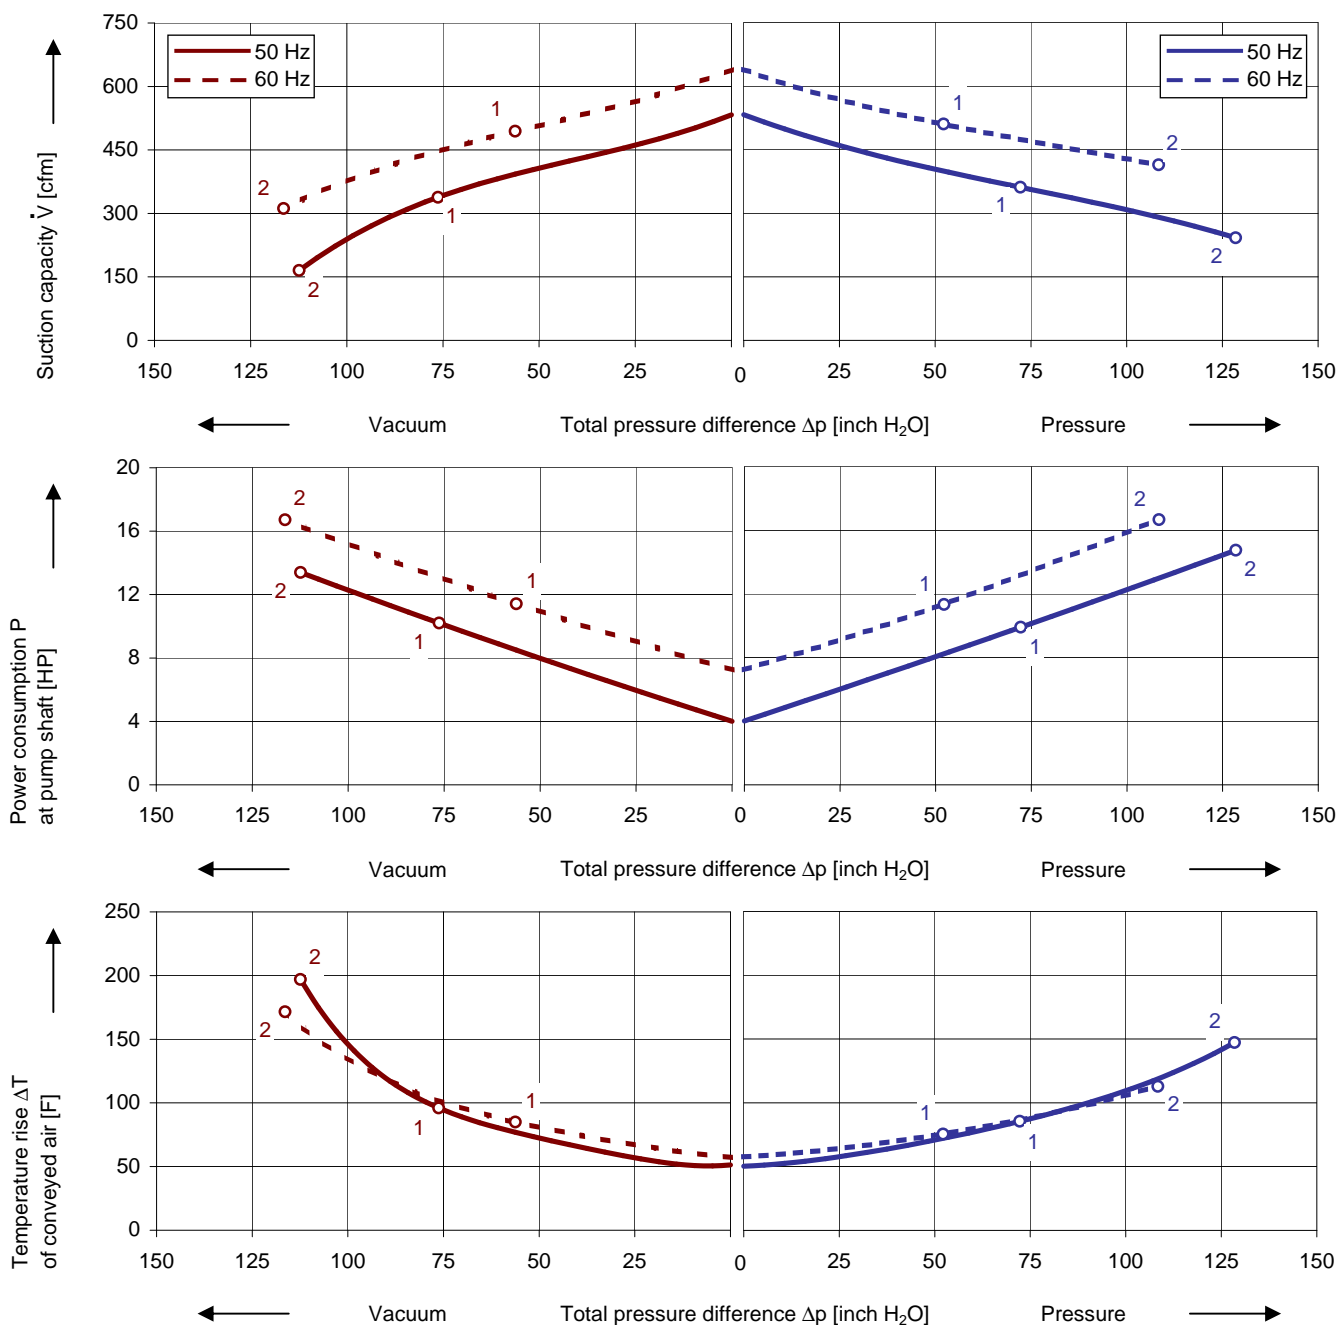 750
600
450
300
150
0
Suction capacity V̇ [cfm]
50 Hz
60 Hz
50 Hz
60 Hz
1
2
1
2
1
2
1
2
150 125 100 75 50 25 0 25 50 75 100 125 150
Vacuum Total pressure difference Δp [inch H₂O] Pressure
20
16
12
8
4
0
Power consumption P
at pump shaft [HP]
2
1
2
1
2
1
1
2
150 125 100 75 50 25 0 25 50 75 100 125 150
Vacuum Total pressure difference Δp [inch H₂O] Pressure
250
200
150
100
50
0
Temperature rise ΔT
of conveyed air [F]
2
2
1
1
1
1
2
2
150 125 100 75 50 25 0 25 50 75 100 125 150
Vacuum Total pressure difference Δp [inch H₂O] Pressure